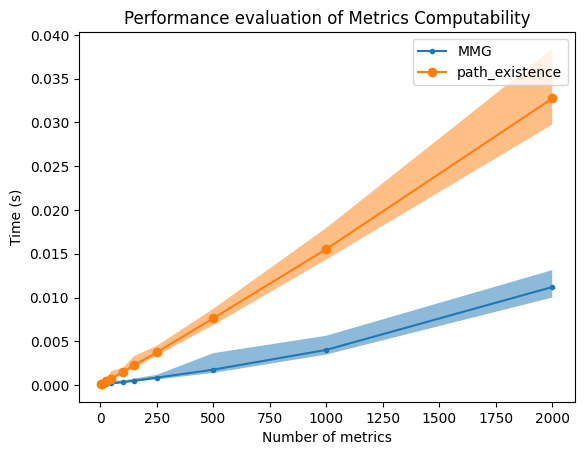 Performance evaluation of Metrics Computability
MMG
path_existence
0.040
0.035
0.030
0.025
0.020
0.015
0.010
0.005
0.000
Time (s)
0 250 500 750 1000 1250 1500 1750 2000
Number of metrics